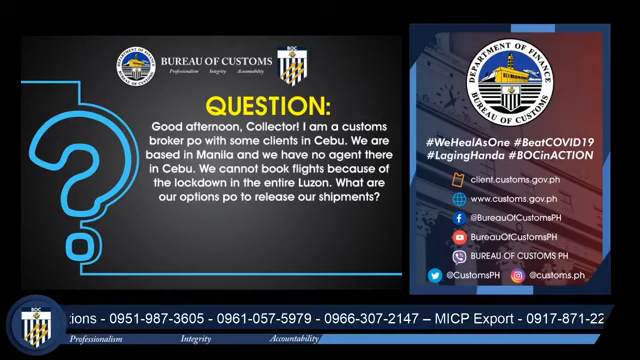 BUREAU OF CUSTOMS
Professionalism Integrity Accountability
BOC
QUESTION:
Good afternoon, Collector! I am a customs
broker po with some clients in Cebu. We are
based in Manila and we have no agent there
in Cebu. We cannot book flights because of
the lockdown in the entire Luzon. What are
our options po to release our shipments?
DEPARTMENT OF FINANCE
BUREAU OF CUSTOMS
#WeHealAsOne #BeatCOVID19
#LagingHanda #BOCinACTION
client.customs.gov.ph
www.customs.gov.ph
@BureauOfCustomsPH
BureauOfCustomsPH
BUREAU OF CUSTOMS PH
@CustomsPH @customs.ph
BOC
tions - 0951-987-3605 - 0961-057-5979 - 0966-307-2147 – MICP Export - 0917-871-22
Professionalism Integrity Accountability